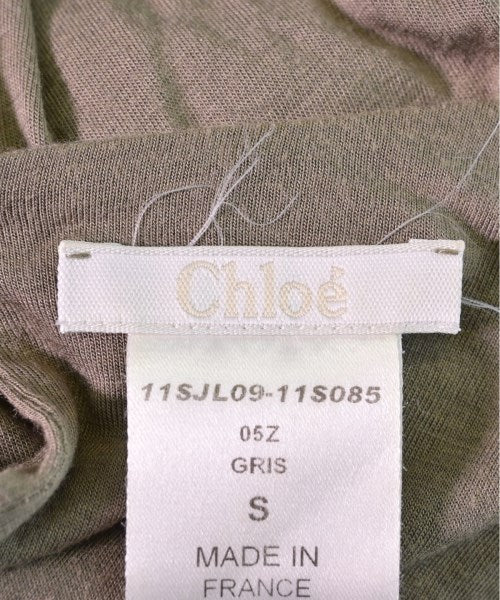 Chloé
11SJL09-11S085
05Z
GRIS
S
MADE IN
FRANCE